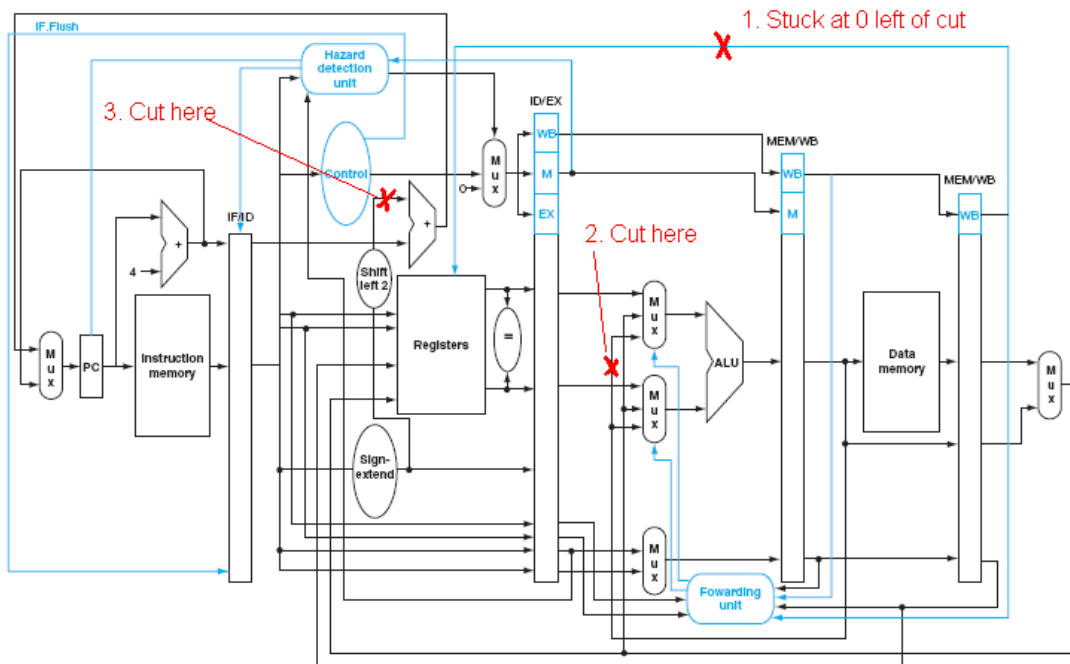 1. Stuck at 0 left of cut
IF.Flush
Hazard
detection
unit
3. Cut here
ID/EX
WB
MEM/WB
Control
M
u
x
0
M
WB
MEM/WB
IF/ID
EX
M
WB
+
+
2. Cut here
4
Shift
left 2
M
u
x
PC
Instruction
memory
Registers
=
M
u
x
ALU
Data
memory
M
u
x
M
u
x
Sign-
extend
M
u
x
Fowarding
unit